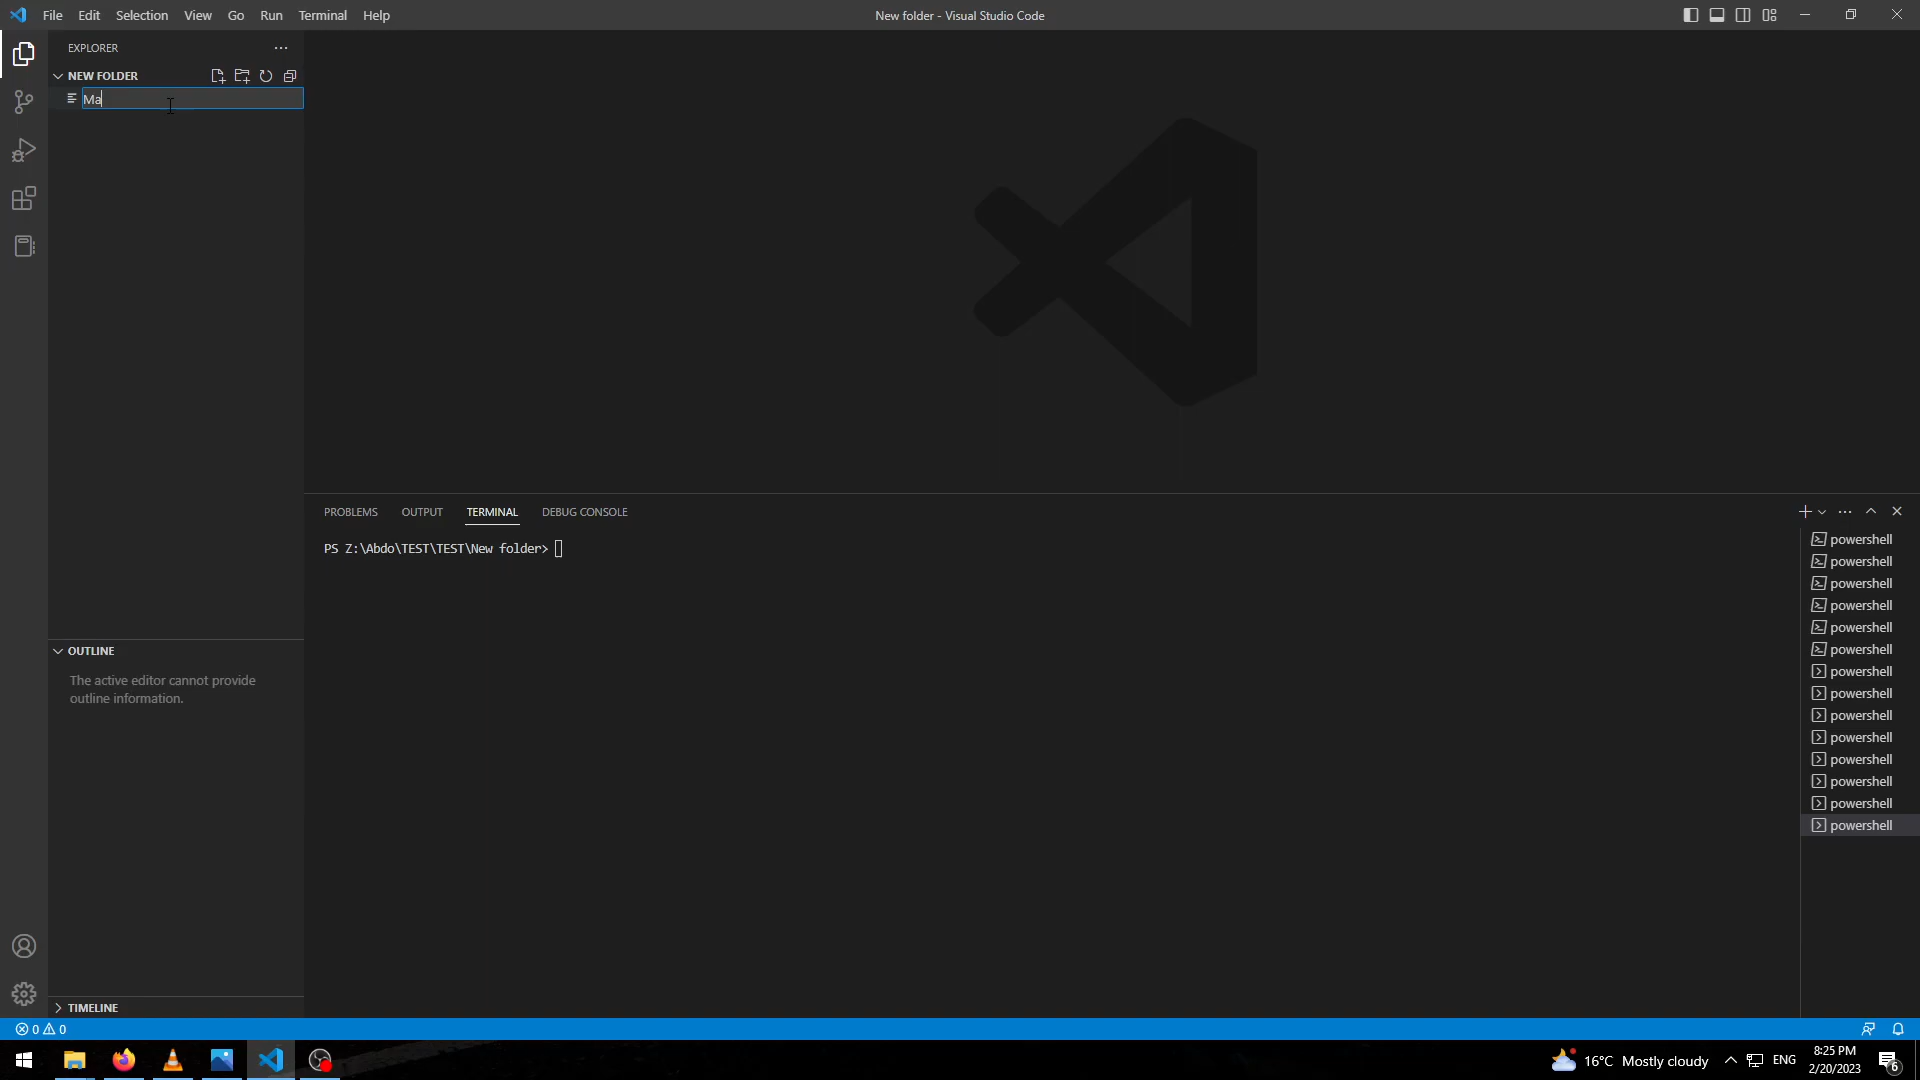 File Edit Selection View Go Run Terminal Help
New folder - Visual Studio Code
EXPLORER
NEW FOLDER
Ma
PROBLEMS OUTPUT TERMINAL DEBUG CONSOLE
PS Z:\Abdo\TEST\TEST\New folder>
powershell
powershell
powershell
powershell
powershell
powershell
powershell
powershell
powershell
powershell
powershell
powershell
powershell
powershell
OUTLINE
The active editor cannot provide
outline information.
TIMELINE
0 0
16°C Mostly cloudy
ENG
8:25 PM
2/20/2023
6